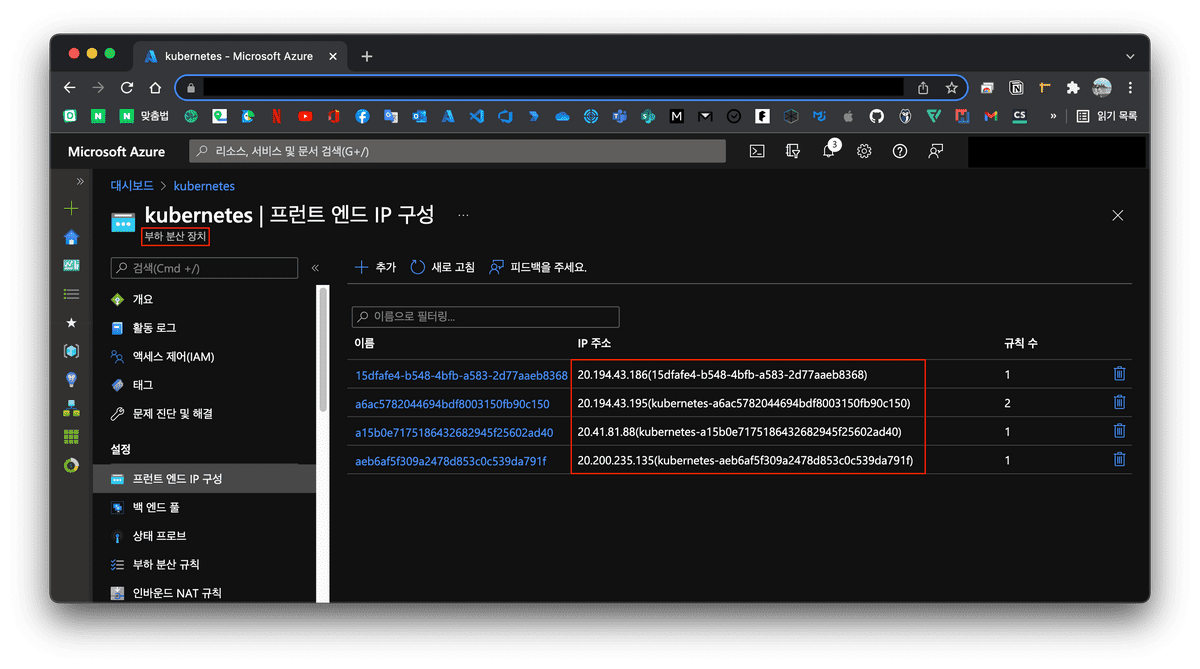 kubernetes - Microsoft Azure
맞춤법
읽기 목록
Microsoft Azure
리소스, 서비스 및 문서 검색(G+/)
3
대시보드 > kubernetes
kubernetes | 프런트 엔드 IP 구성 ...
부하 분산 장치
검색(Cmd +/)
추가
새로 고침
피드백을 주세요.
개요
활동 로그
액세스 제어(IAM)
태그
문제 진단 및 해결
설정
프런트 엔드 IP 구성
백 엔드 풀
상태 프로브
부하 분산 규칙
인바운드 NAT 규칙
이름으로 필터링...
이름 IP 주소 규칙 수
15dfafe4-b548-4bfb-a583-2d77aaeb8368 20.194.43.186(15dfafe4-b548-4bfb-a583-2d77aaeb8368) 1
a6ac5782044694bdf8003150fb90c150 20.194.43.195(kubernetes-a6ac5782044694bdf8003150fb90c150) 2
a15b0e7175186432682945f25602ad40 20.41.81.88(kubernetes-a15b0e7175186432682945f25602ad40) 1
aeb6af5f309a2478d853c0c539da791f 20.200.235.135(kubernetes-aeb6af5f309a2478d853c0c539da791f) 1